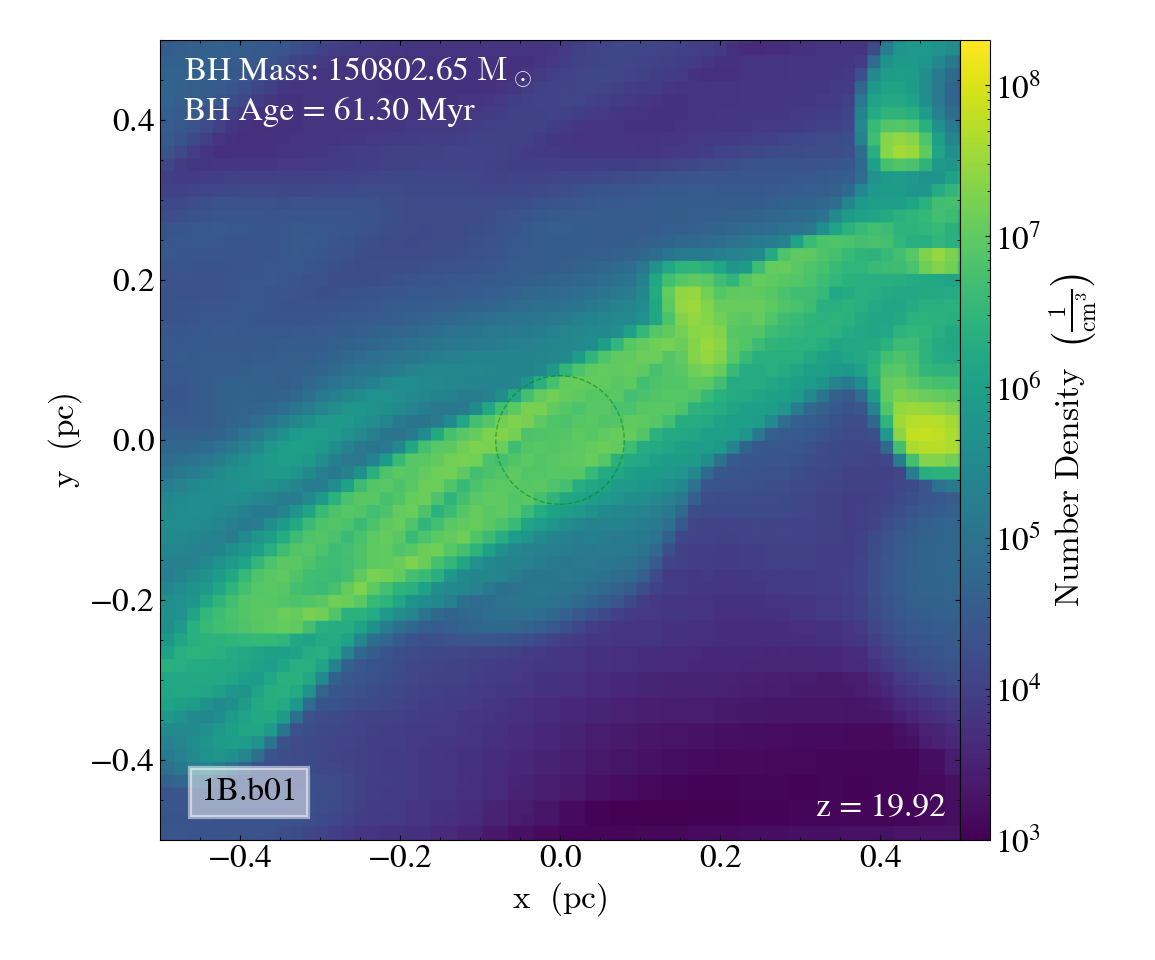 BH Mass: 150802.65 M⊙
BH Age = 61.30 Myr
1B.b01
z = 19.92
0.4
0.2
0.0
−0.2
−0.4
y (pc)
−0.4 −0.2 0.0 0.2 0.4
x (pc)
10⁸
10⁷
10⁶
10⁵
10⁴
10³
Number Density (1/cm³)